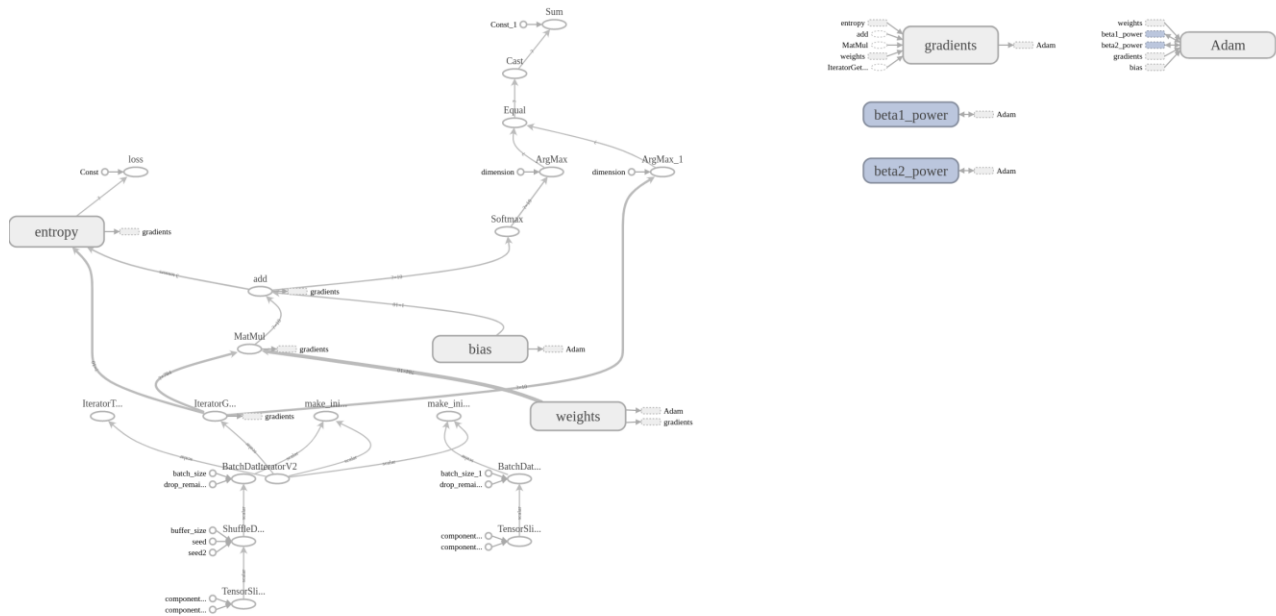 Sum
Const_1
Cast
Equal
loss
Const
ArgMax
dimension
ArgMax_1
dimension
Softmax
entropy
gradients
add
gradients
MatMul
gradients
bias
Adam
IteratorT...
IteratorG...
gradients
make_ini...
make_ini...
weights
Adam
gradients
BatchDatIteratorV2
batch_size
drop_remai...
BatchDat...
batch_size_1
drop_remai...
ShuffleD...
buffer_size
seed
seed2
TensorSli...
component...
component...
TensorSli...
component...
component...
entropy
add
MatMul
weights
IteratorGet...
gradients
Adam
weights
beta1_power
beta2_power
gradients
bias
Adam
beta1_power
Adam
beta2_power
Adam